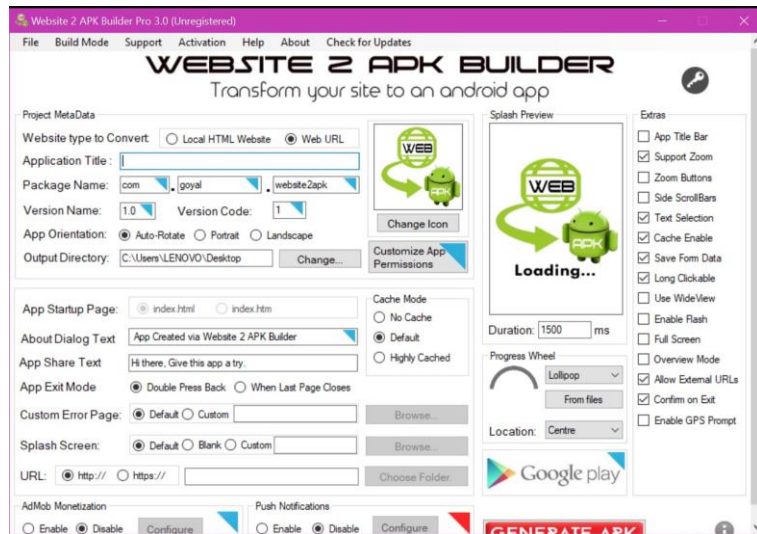 Website 2 APK Builder Pro 3.0 (Unregistered)
File Build Mode Support Activation Help About Check for Updates
WEBSITE 2 APK BUILDER
Transform your site to an android app
Project MetaData
Website type to Convert Local HTML Website Web URL
Application Title :
Package Name: com . goyal . website2apk
Version Name: 1.0 Version Code: 1
App Orientation: Auto-Rotate Portrait Landscape
Output Directory: C:\Users\LENOVO\Desktop Change...
WEB
APK
Change Icon
Customize App
Permissions
App Startup Page: index.html index.htm
About Dialog Text App Created via Website 2 APK Builder
App Share Text Hi there, Give this app a try.
App Exit Mode Double Press Back When Last Page Closes
Custom Error Page: Default Custom Browse...
Splash Screen: Default Blank Custom Browse...
URL: http:// https:// Choose Folder.
Cache Mode
No Cache
Default
Highly Cached
AdMob Monetization
Enable Disable Configure
Push Notifications
Enable Disable Configure
Splash Preview
WEB
APK
Loading...
Duration: 1500 ms
Progress Wheel
Lollipop
From files
Location: Centre
Google play
GENERATE APK
Extras
App Title Bar
Support Zoom
Zoom Buttons
Side ScrollBars
Text Selection
Cache Enable
Save Form Data
Long Clickable
Use WideView
Enable Flash
Full Screen
Overview Mode
Allow External URLs
Confirm on Exit
Enable GPS Prompt